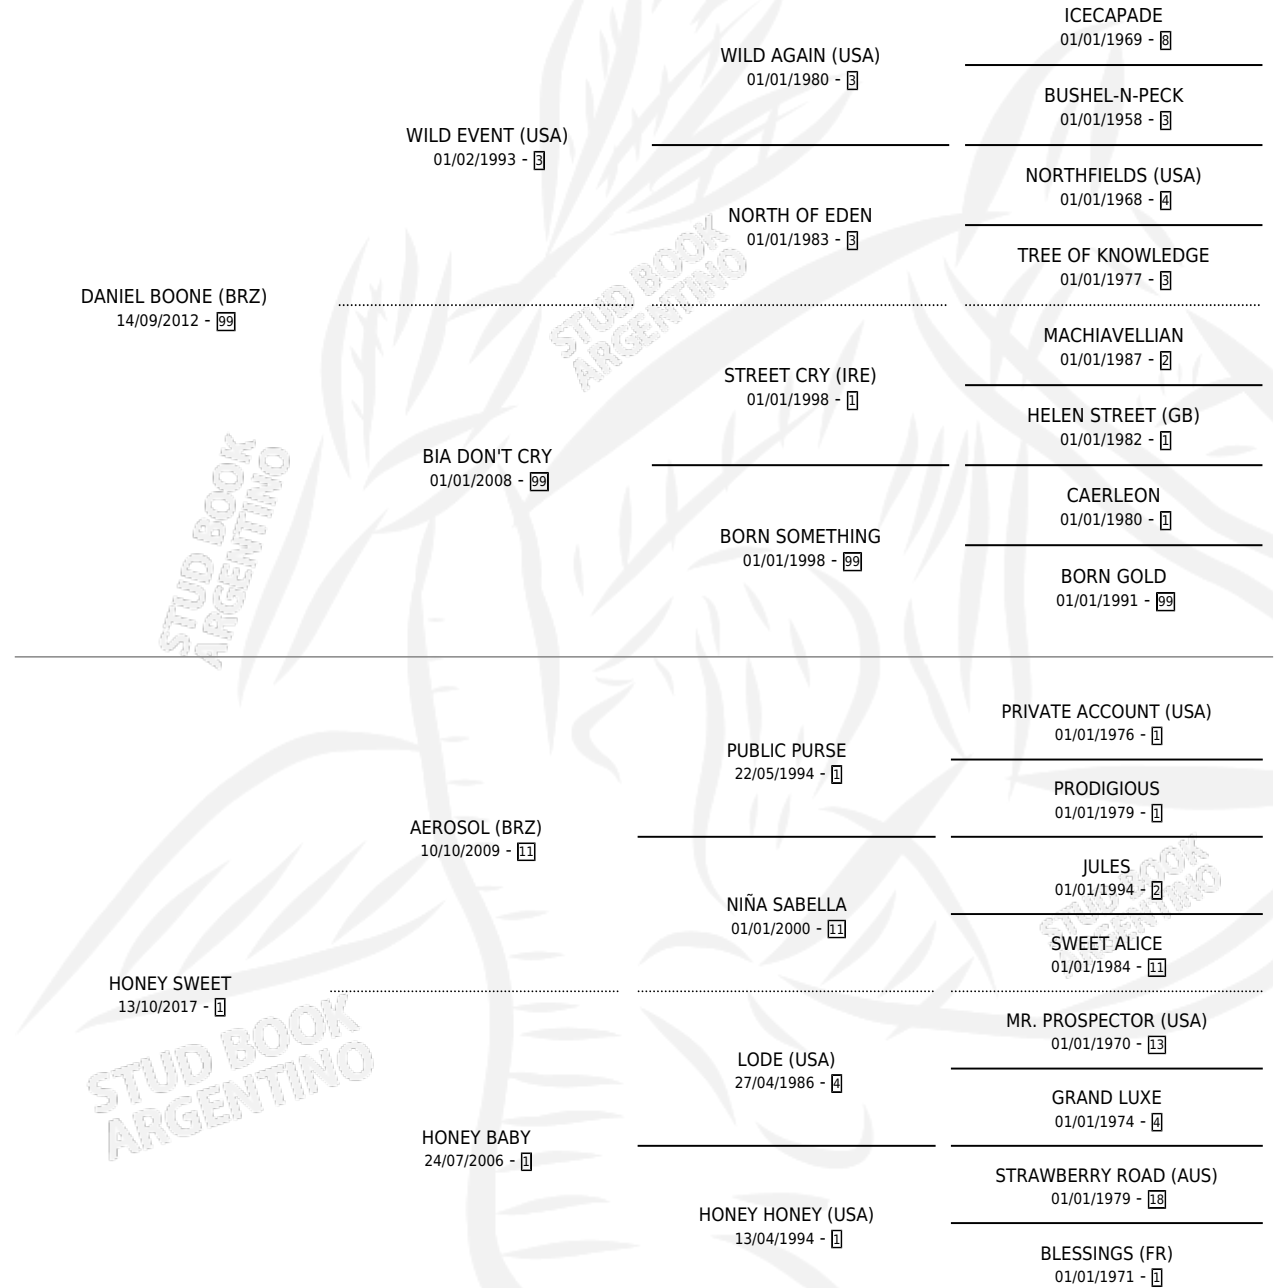 ICECAPADE
01/01/1969 - 8
WILD AGAIN (USA)
01/01/1980 - 3
BUSHEL-N-PECK
01/01/1958 - 3
WILD EVENT (USA)
01/02/1993 - 3
NORTHFIELDS (USA)
01/01/1968 - 4
NORTH OF EDEN
01/01/1983 - 3
TREE OF KNOWLEDGE
01/01/1977 - 3
DANIEL BOONE (BRZ)
14/09/2012 - 99
MACHIAVELLIAN
01/01/1987 - 2
STREET CRY (IRE)
01/01/1998 - 1
HELEN STREET (GB)
01/01/1982 - 1
BIA DON'T CRY
01/01/2008 - 99
CAERLEON
01/01/1980 - 1
BORN SOMETHING
01/01/1998 - 99
BORN GOLD
01/01/1991 - 99
STUD BOOK
ARGENTINO
STUD BOOK
ARGENTINO
PRIVATE ACCOUNT (USA)
01/01/1976 - 1
PUBLIC PURSE
22/05/1994 - 1
PRODIGIOUS
01/01/1979 - 1
AEROSOL (BRZ)
10/10/2009 - 11
JULES
01/01/1994 - 2
NIÑA SABELLA
01/01/2000 - 11
SWEET ALICE
01/01/1984 - 11
STUD BOOK
ARGENTINO
HONEY SWEET
13/10/2017 - 1
MR. PROSPECTOR (USA)
01/01/1970 - 13
LODE (USA)
27/04/1986 - 4
GRAND LUXE
01/01/1974 - 4
STUD BOOK
ARGENTINO
HONEY BABY
24/07/2006 - 1
STRAWBERRY ROAD (AUS)
01/01/1979 - 18
HONEY HONEY (USA)
13/04/1994 - 1
BLESSINGS (FR)
01/01/1971 - 1